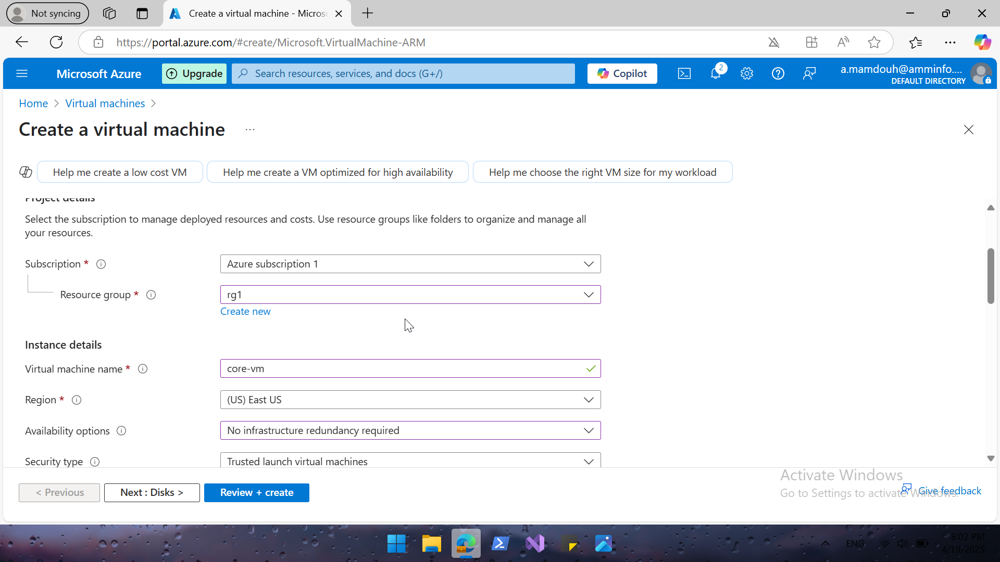 Not syncing
Create a virtual machine - Micros
https://portal.azure.com/#create/Microsoft.VirtualMachine-ARM
Microsoft Azure
Upgrade
Search resources, services, and docs (G+/)
Copilot
2
a.mamdouh@amminfo....
DEFAULT DIRECTORY
Home > Virtual machines >
Create a virtual machine ...
Help me create a low cost VM
Help me create a VM optimized for high availability
Help me choose the right VM size for my workload
Project details
Select the subscription to manage deployed resources and costs. Use resource groups like folders to organize and manage all
your resources.
Subscription *
Azure subscription 1
Resource group *
rg1
Create new
Instance details
Virtual machine name *
core-vm
Region *
(US) East US
Availability options
No infrastructure redundancy required
Security type
Trusted launch virtual machines
< Previous
Next : Disks >
Review + create
Activate Windows
Go to Settings to activate Windows.
Give feedback
ENG
8:02 PM
4/19/2025